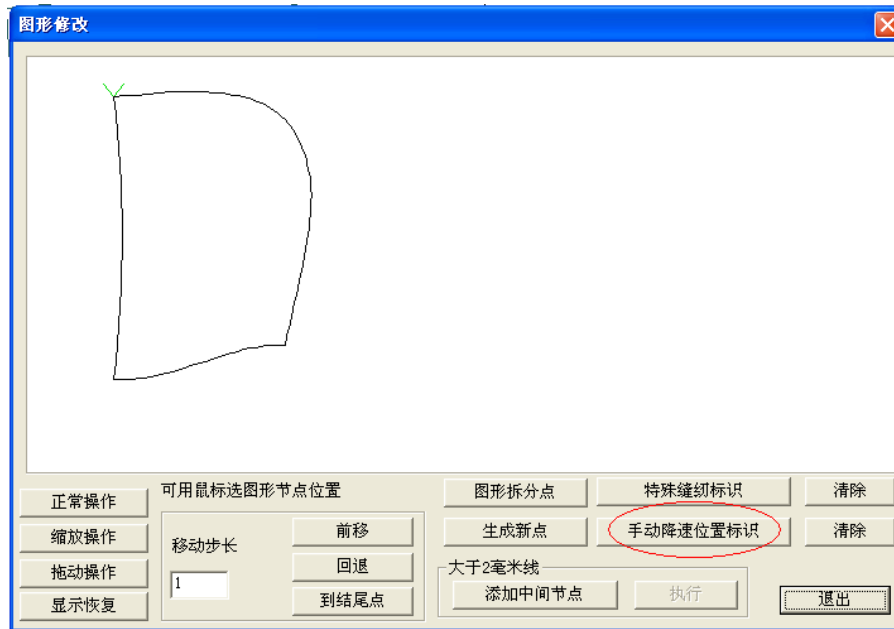 图形修改
正常操作
缩放操作
拖动操作
显示恢复
可用鼠标选图形节点位置
移动步长
1
前移
回退
到结尾点
图形拆分点
特殊缝纫标识
清除
生成新点
手动降速位置标识
清除
大于2毫米线
添加中间节点
执行
退出